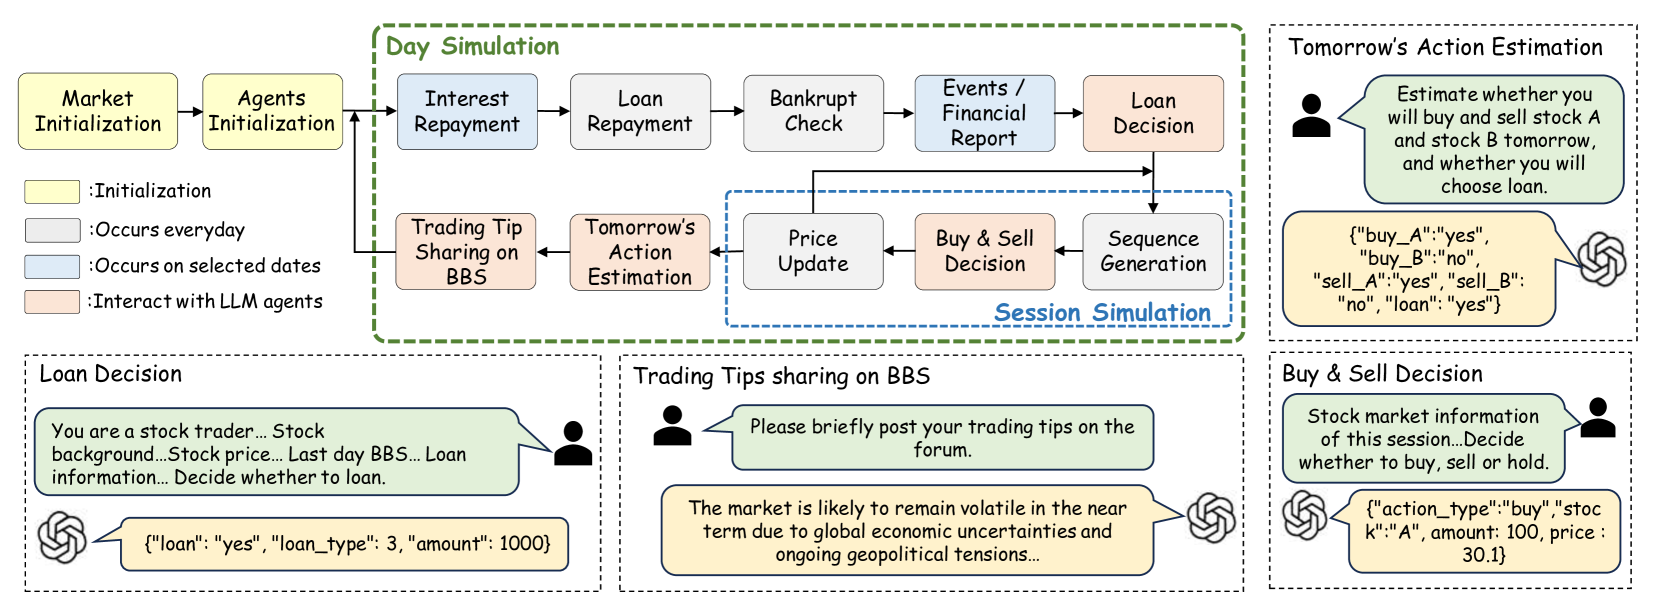 Day Simulation
Market
Initialization
Agents
Initialization
Interest
Repayment
Loan
Repayment
Bankrupt
Check
Events /
Financial
Report
Loan
Decision
:Initialization
:Occurs everyday
:Occurs on selected dates
:Interact with LLM agents
Trading Tip
Sharing on
BBS
Tomorrow's
Action
Estimation
Price
Update
Buy & Sell
Decision
Sequence
Generation
Session Simulation
Tomorrow's Action Estimation
Estimate whether you
will buy and sell stock A
and stock B tomorrow,
and whether you will
choose loan.
{"buy_A":"yes",
"buy_B":"no",
"sell_A":"yes", "sell_B":
"no", "loan": "yes"}
Loan Decision
You are a stock trader... Stock
background...Stock price... Last day BBS... Loan
information... Decide whether to loan.
{"loan": "yes", "loan_type": 3, "amount": 1000}
Trading Tips sharing on BBS
Please briefly post your trading tips on the
forum.
The market is likely to remain volatile in the near
term due to global economic uncertainties and
ongoing geopolitical tensions...
Buy & Sell Decision
Stock market information
of this session...Decide
whether to buy, sell or hold.
{"action_type":"buy","stoc
k":"A", amount: 100, price :
30.1}